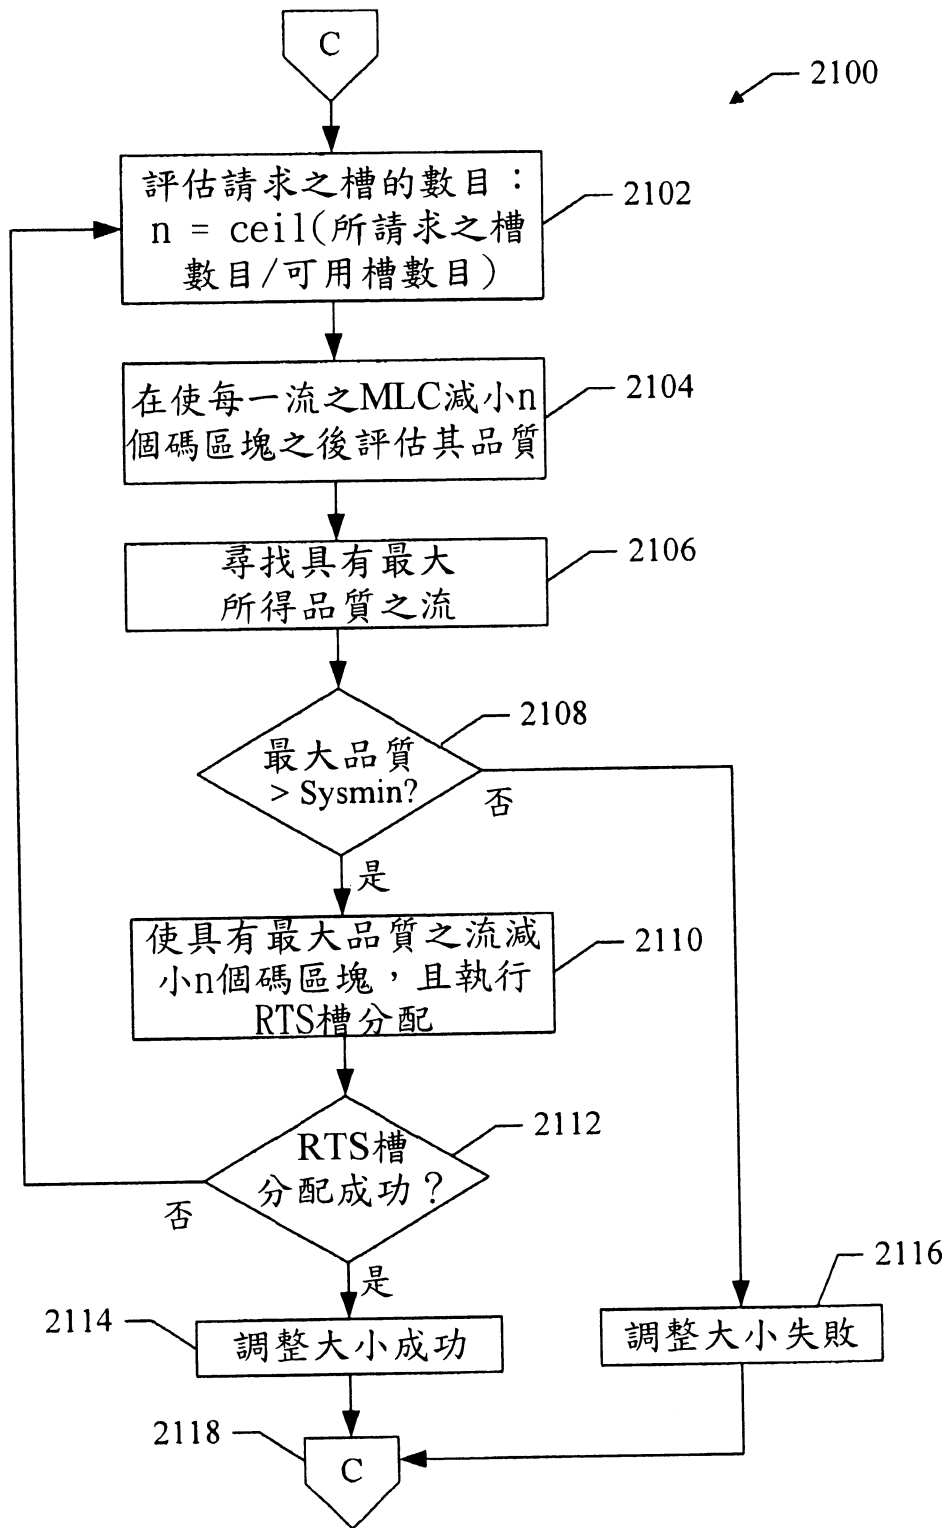 C
2100
評估請求之槽的數目：
n = ceil(所請求之槽
數目/可用槽數目)
2102
在使每一流之MLC減小n
個碼區塊之後評估其品質
2104
尋找具有最大
所得品質之流
2106
最大品質
> Sysmin?
2108
否
是
使具有最大品質之流減
小n個碼區塊，且執行
RTS槽分配
2110
RTS槽
分配成功？
2112
否
是
2114
調整大小成功
2116
調整大小失敗
2118
C